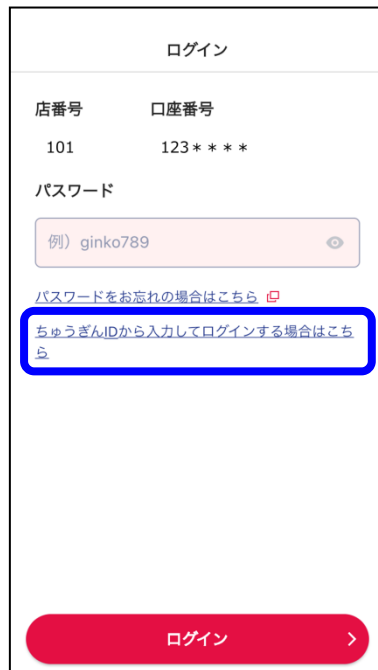 ログイン
店番号 口座番号
101 123＊＊＊＊
パスワード
例）ginko789
パスワードをお忘れの場合はこちら
ちゅうぎんIDから入力してログインする場合はこち
ら
ログイン